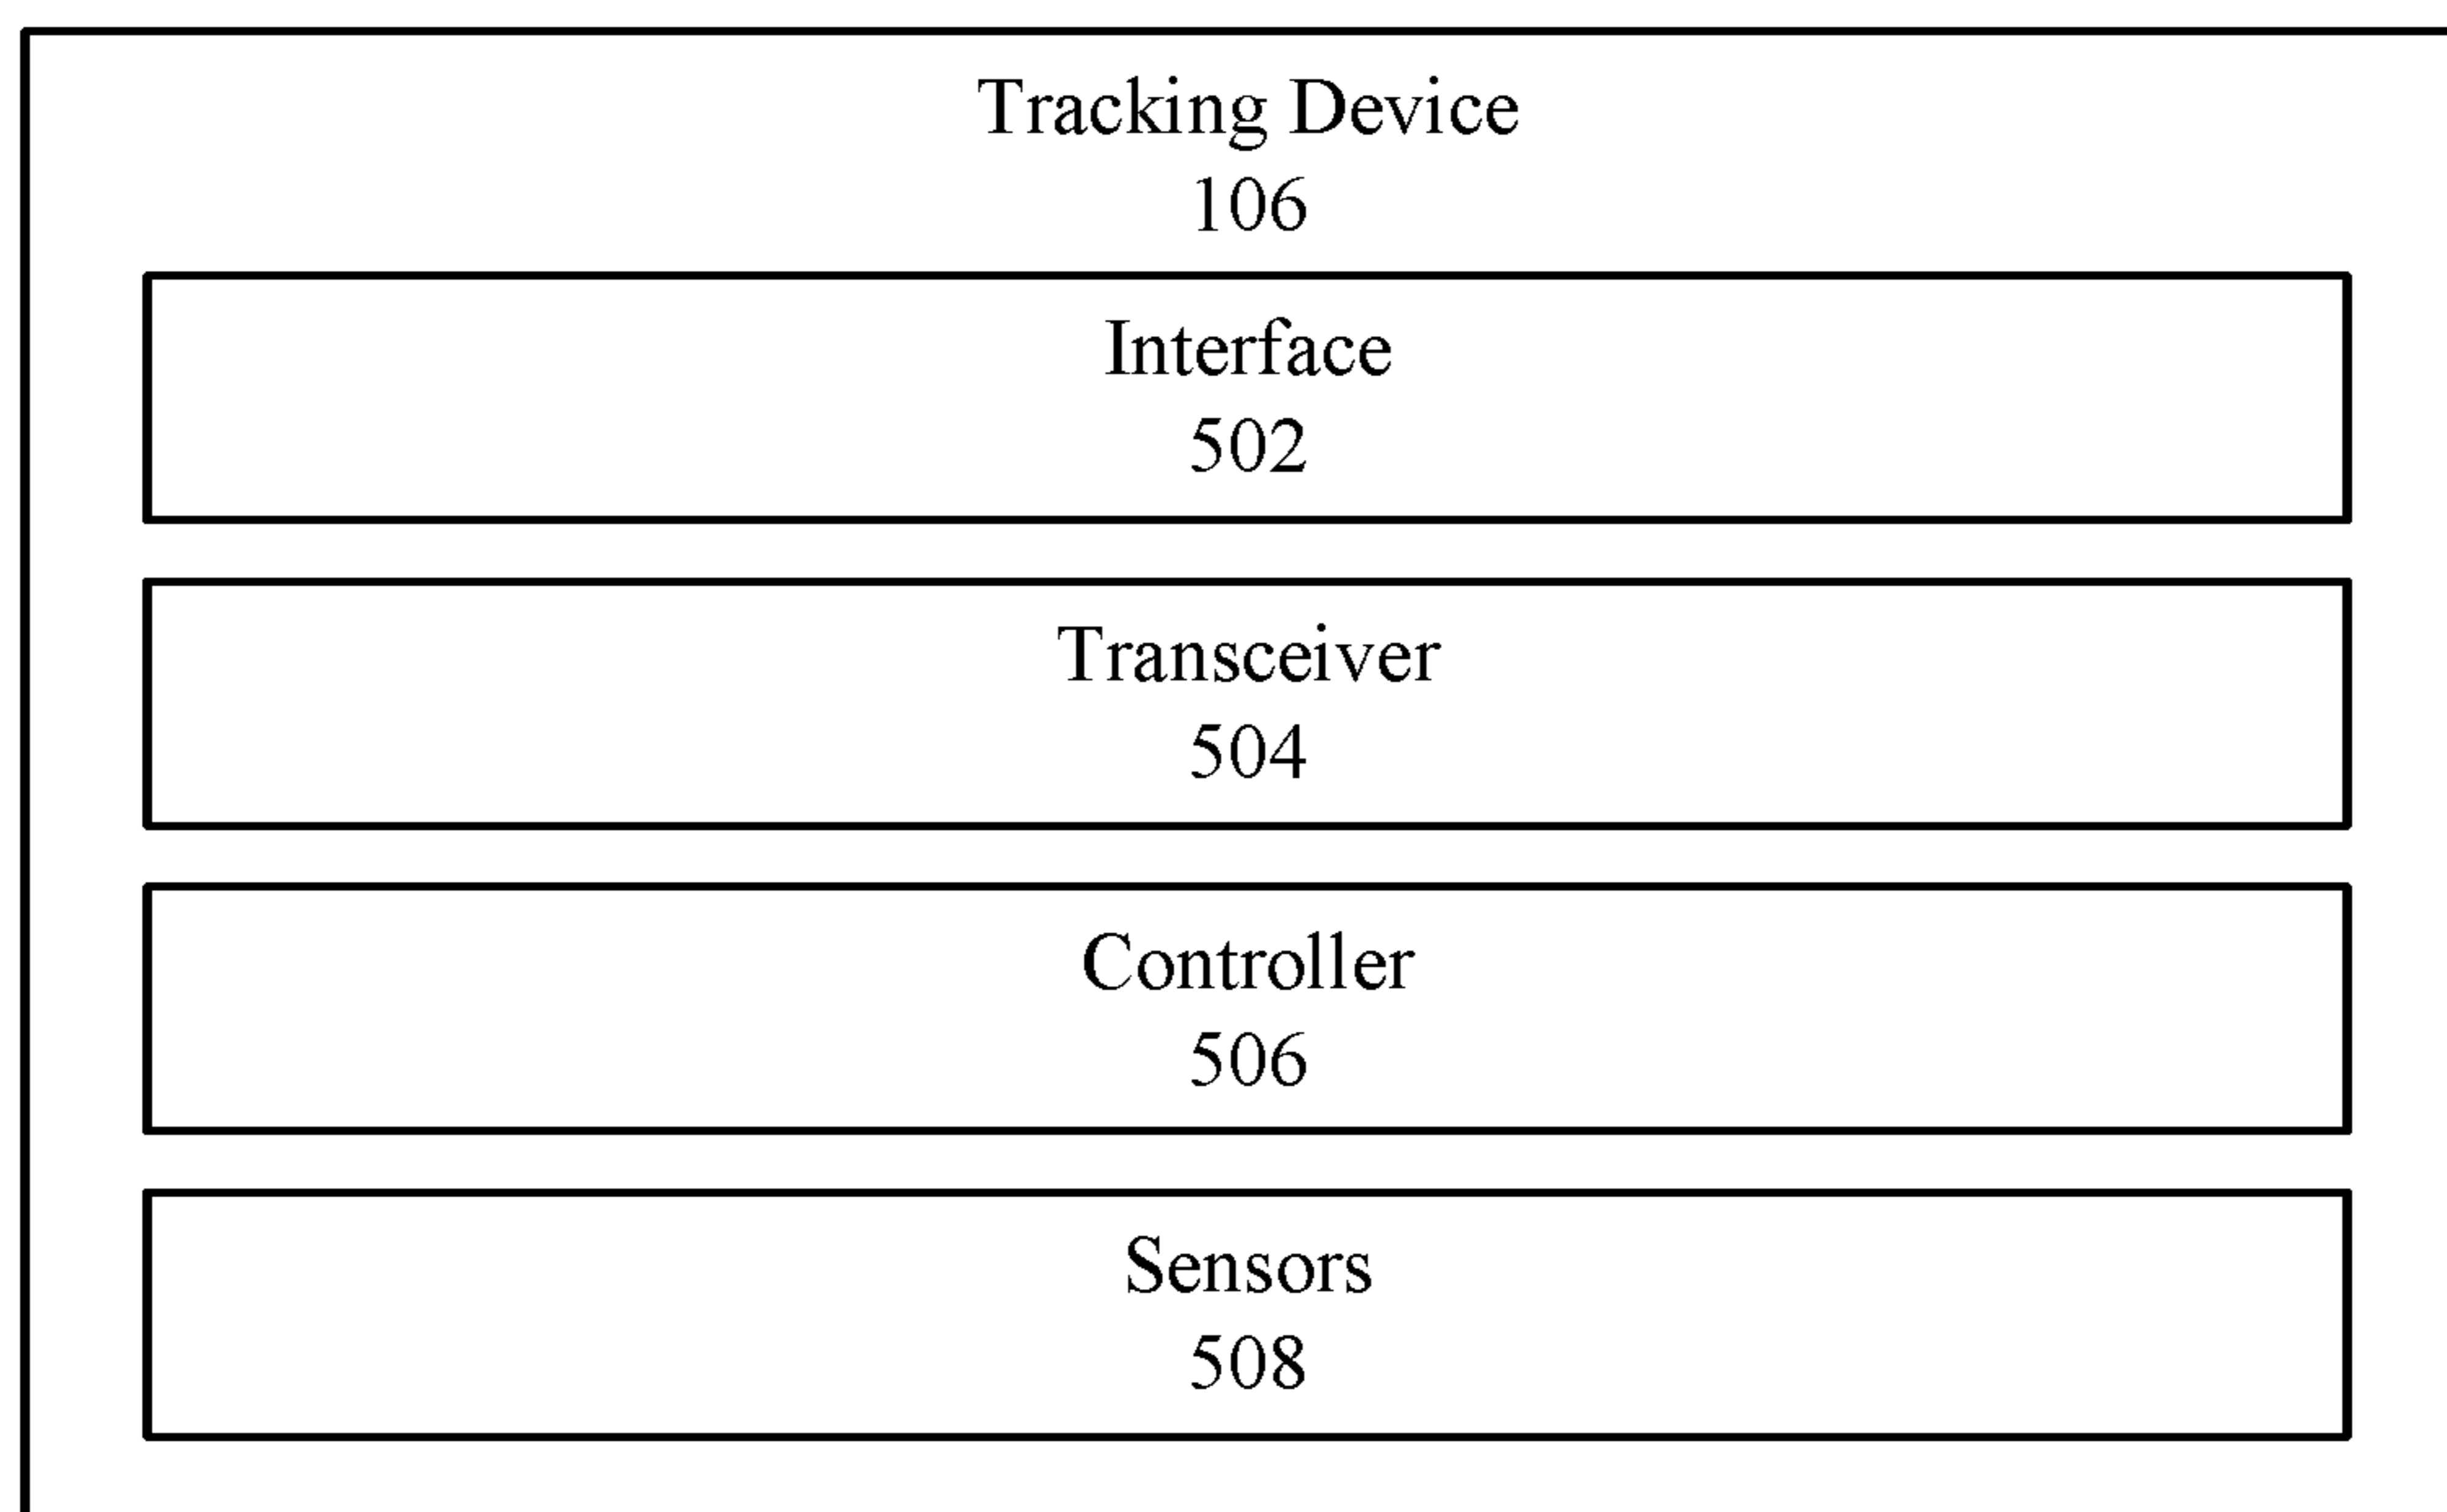 Tracking Device
106
Interface
502
Transceiver
504
Controller
506
Sensors
508